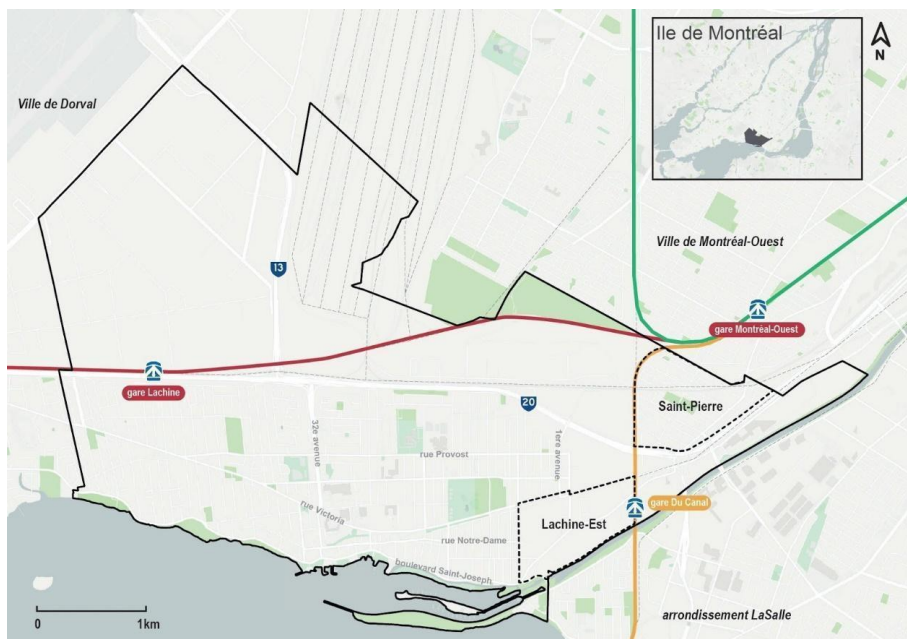 Ile de Montréal
N
Ville de Dorval
Ville de Montréal-Ouest
13
gare Montréal-Ouest
gare Lachine
20
Saint-Pierre
32e avenue
1ere avenue
rue Provost
gare Du Canal
rue Victoria
Lachine-Est
rue Notre-Dame
boulevard Saint-Joseph
0
1km
arrondissement LaSalle